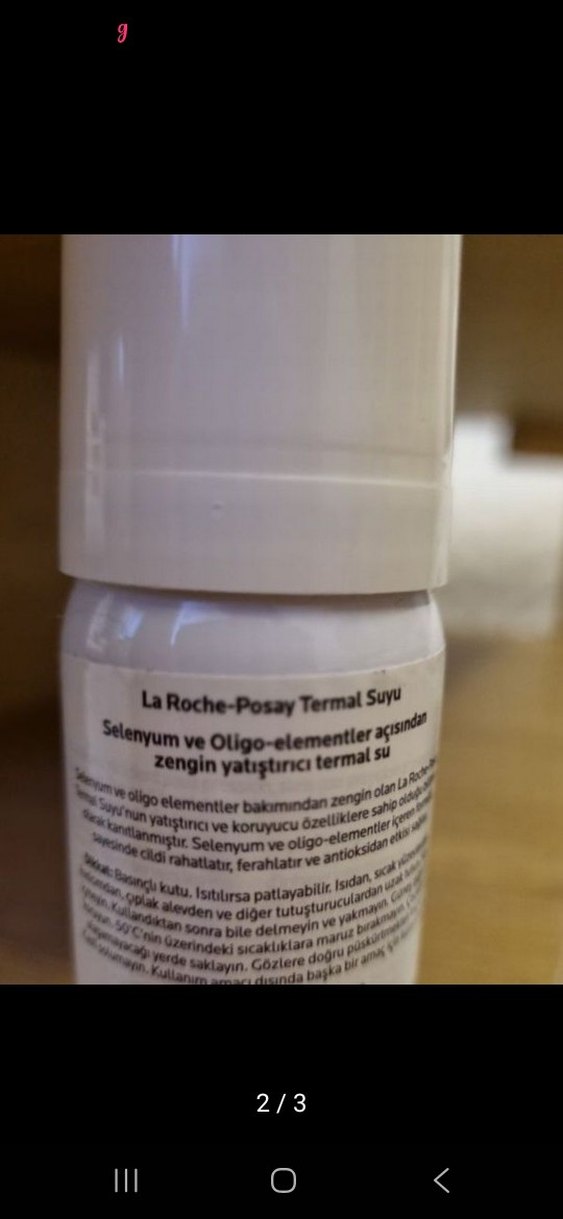 g
La Roche-Posay Termal Suyu
Selenyum ve Oligo-elementler açısından
zengin yatıştırıcı termal su
Selenyum ve oligo elementler bakımından zengin olan La Roche-
Termal Suyu'nun yatıştırıcı ve koruyucu özelliklere sahip olduğu
olarak kanıtlanmıştır. Selenyum ve oligo-elementler içeren
sayesinde cildi rahatlatır, ferahlatır ve antioksidan etkisi
Dikkat: Basınçlı kutu. Isıtılırsa patlayabilir. Isıdan, sıcak
çıplak alevden ve diğer tutuşturuculardan uzak
Kullandıktan sonra bile delmeyin ve yakmayın.
50°C'nin üzerindeki sıcaklıklara maruz bırakmayın.
yerde saklayın. Gözlere doğru
solumayın. Kullanım amacı dışında başka bir amaç için
2 / 3